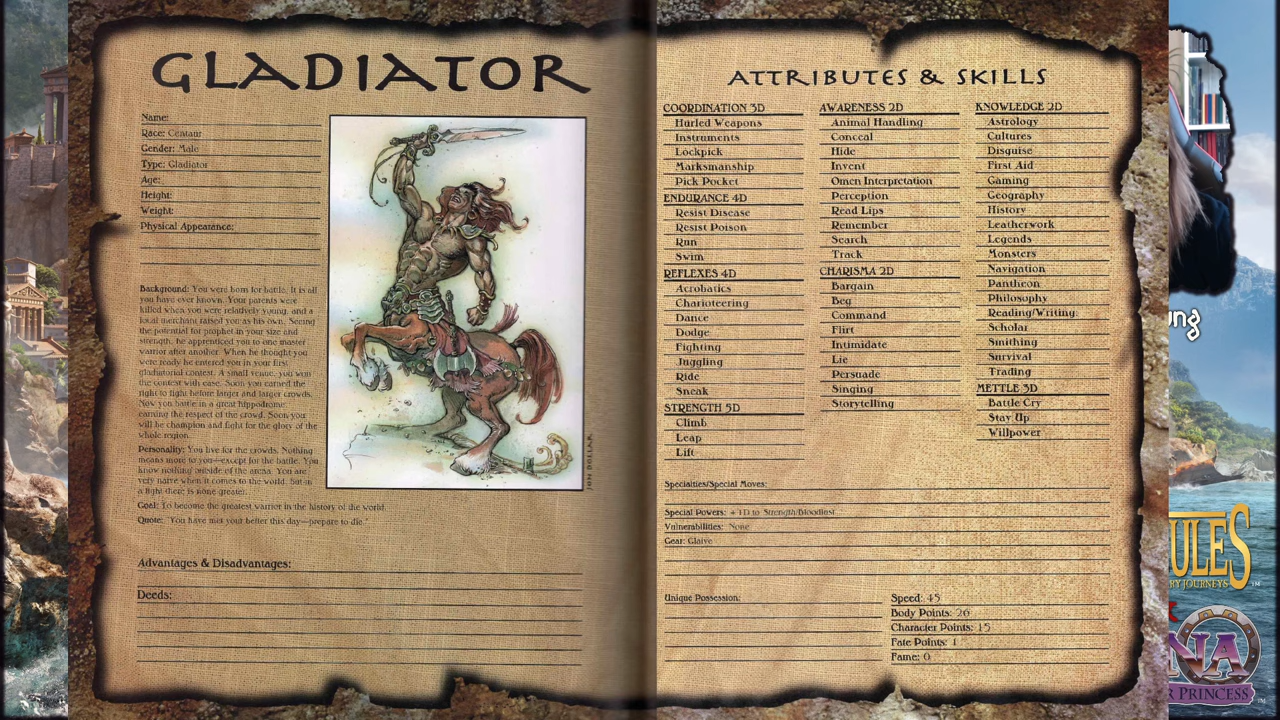 GLADIATOR
Name:
Race: Centaur
Gender: Male
Type: Gladiator
Age:
Height:
Weight:
Physical Appearance:
Background: You were born for battle. It is all
you have ever known. Your parents were
killed when you were relatively young, and a
local merchant raised you as his own. Seeing
the potential for prophet in your size and
strength, he apprenticed you to one master
warrior after another. When he thought you
were ready he entered you in your first
gladiatorial contest. A small venue, you won
the contest with ease. Soon you earned the
right to fight before larger and larger crowds.
Now you battle in a great hippodrome,
earning the respect of the crowd. Soon you
will be champion and fight for the glory of the
whole region.
Personality: You live for the crowds. Nothing
means more to you—except for the battle. You
know nothing outside of the arena. You are
very naive when it comes to the world. But in
a fight there is none greater.
Goal: To become the greatest warrior in the history of the world.
Quote: "You have met your better this day—prepare to die."
Advantages & Disadvantages:
Deeds:
JON DOLLAR
ATTRIBUTES & SKILLS
COORDINATION 3D
Hurled Weapons
Instruments
Lockpick
Marksmanship
Pick Pocket
ENDURANCE 4D
Resist Disease
Resist Poison
Run
Swim
REFLEXES 4D
Acrobatics
Charioteering
Dance
Dodge
Fighting
Juggling
Ride
Sneak
STRENGTH 5D
Climb
Leap
Lift
AWARENESS 2D
Animal Handling
Conceal
Hide
Invent
Omen Interpretation
Perception
Read Lips
Remember
Search
Track
CHARISMA 2D
Bargain
Beg
Command
Flirt
Intimidate
Lie
Persuade
Singing
Storytelling
KNOWLEDGE 2D
Astrology
Cultures
Disguise
First Aid
Gaming
Geography
History
Leatherwork
Legends
Monsters
Navigation
Pantheon
Philosophy
Reading/Writing:
Scholar
Smithing
Survival
Trading
METTLE 3D
Battle Cry
Stay Up
Willpower
Specialties/Special Moves:
Special Powers: +1D to Strength/Bloodlust
Vulnerabilities: None
Gear: Glaive
Unique Possession:
Speed: 45
Body Points: 26
Character Points: 15
Fate Points: 1
Fame: 0
ung
ULES
RY JOURNEYS™
NA
R PRINCESS™